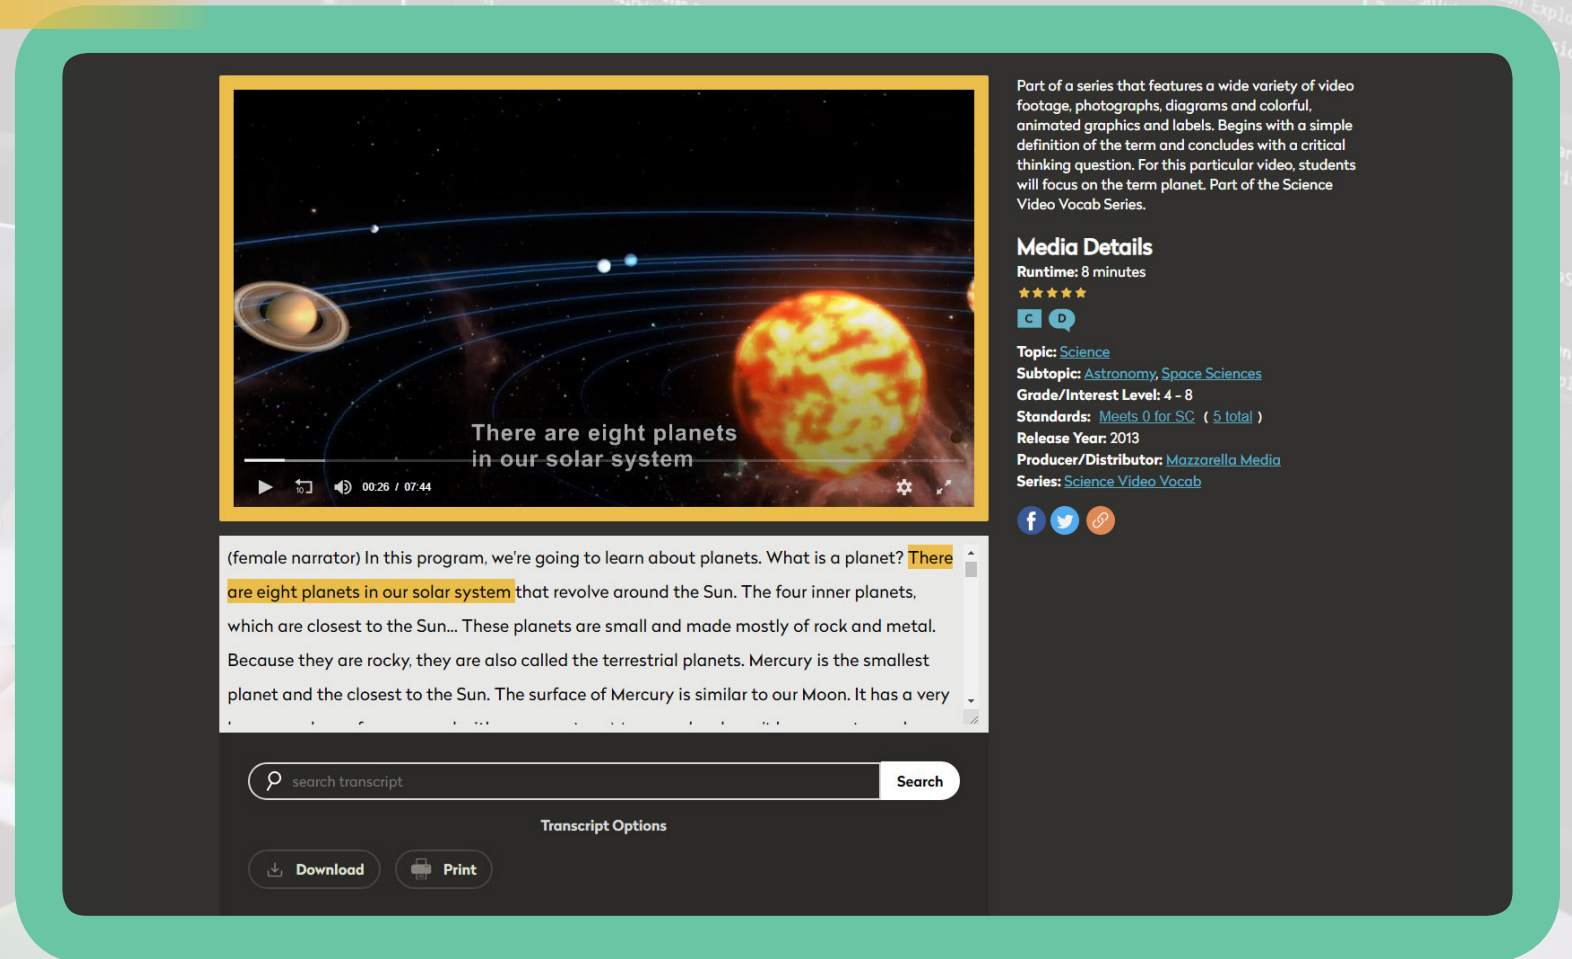 There are eight planets
in our solar system
10
00:26 / 07:44
(female narrator) In this program, we're going to learn about planets. What is a planet? There
are eight planets in our solar system that revolve around the Sun. The four inner planets,
which are closest to the Sun... These planets are small and made mostly of rock and metal.
Because they are rocky, they are also called the terrestrial planets. Mercury is the smallest
planet and the closest to the Sun. The surface of Mercury is similar to our Moon. It has a very
search transcript
Search
Transcript Options
Download
Print
Part of a series that features a wide variety of video
footage, photographs, diagrams and colorful,
animated graphics and labels. Begins with a simple
definition of the term and concludes with a critical
thinking question. For this particular video, students
will focus on the term planet. Part of the Science
Video Vocab Series.
Media Details
Runtime: 8 minutes
C D
Topic: Science
Subtopic: Astronomy, Space Sciences
Grade/Interest Level: 4 - 8
Standards: Meets 0 for SC ( 5 total )
Release Year: 2013
Producer/Distributor: Mazzarella Media
Series: Science Video Vocab